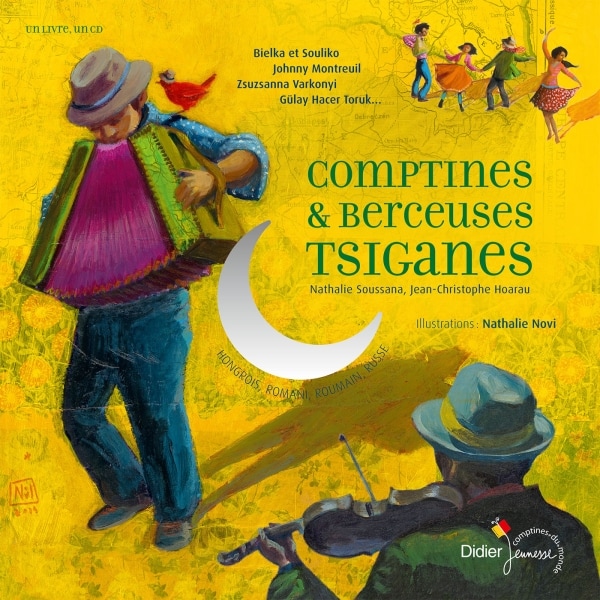 UN LIVRE, UN CD
Bielka et Souliko
Johnny Montreuil
Zsuzsanna Varkonyi
Gülay Hacer Toruk...
COMPTINES
& BERCEUSES
TSIGANES
Nathalie Soussana, Jean-Christophe Hoarau
Illustrations : Nathalie Novi
HONGROIS, ROMANI, ROUMAIN, RUSSE
Didier Jeunesse
comptines du monde